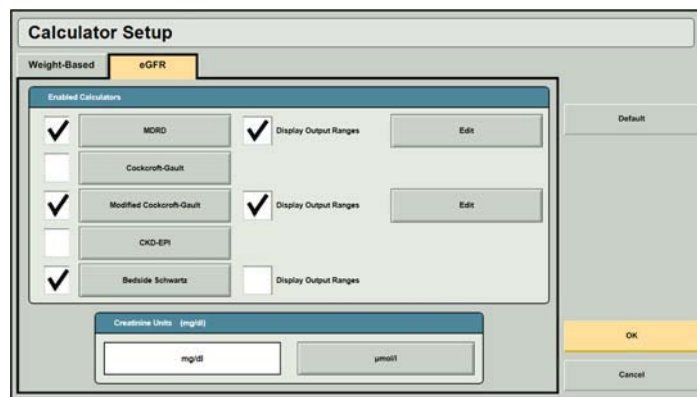 Calculator Setup
Weight-Based eGFR
Enabled Calculators
MDRD Display Output Ranges Edit
Default
Cockcroft-Gault
Modified Cockcroft-Gault Display Output Ranges Edit
CKD-EPI
Bedside Schwartz Display Output Ranges
Creatinine Units (mg/dl)
mg/dl µmol/l
OK
Cancel